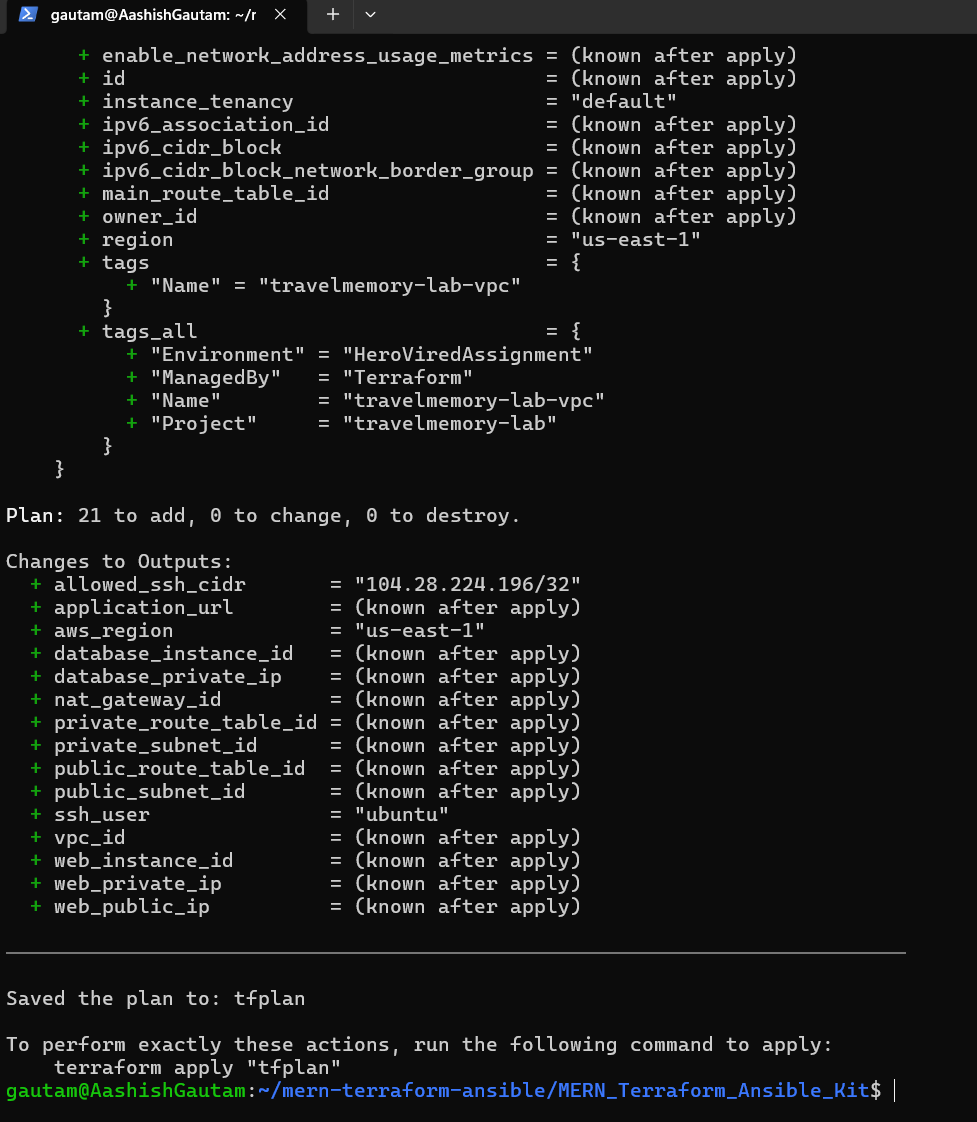 gautam@AashishGautam: ~/r
+ enable_network_address_usage_metrics = (known after apply)
+ id = (known after apply)
+ instance_tenancy = "default"
+ ipv6_association_id = (known after apply)
+ ipv6_cidr_block = (known after apply)
+ ipv6_cidr_block_network_border_group = (known after apply)
+ main_route_table_id = (known after apply)
+ owner_id = (known after apply)
+ region = "us-east-1"
+ tags = {
+ "Name" = "travelmemory-lab-vpc"
}
+ tags_all = {
+ "Environment" = "HeroViredAssignment"
+ "ManagedBy" = "Terraform"
+ "Name" = "travelmemory-lab-vpc"
+ "Project" = "travelmemory-lab"
}
}
Plan: 21 to add, 0 to change, 0 to destroy.
Changes to Outputs:
+ allowed_ssh_cidr = "104.28.224.196/32"
+ application_url = (known after apply)
+ aws_region = "us-east-1"
+ database_instance_id = (known after apply)
+ database_private_ip = (known after apply)
+ nat_gateway_id = (known after apply)
+ private_route_table_id = (known after apply)
+ private_subnet_id = (known after apply)
+ public_route_table_id = (known after apply)
+ public_subnet_id = (known after apply)
+ ssh_user = "ubuntu"
+ vpc_id = (known after apply)
+ web_instance_id = (known after apply)
+ web_private_ip = (known after apply)
+ web_public_ip = (known after apply)
Saved the plan to: tfplan
To perform exactly these actions, run the following command to apply:
terraform apply "tfplan"
gautam@AashishGautam:~/mern-terraform-ansible/MERN_Terraform_Ansible_Kit$